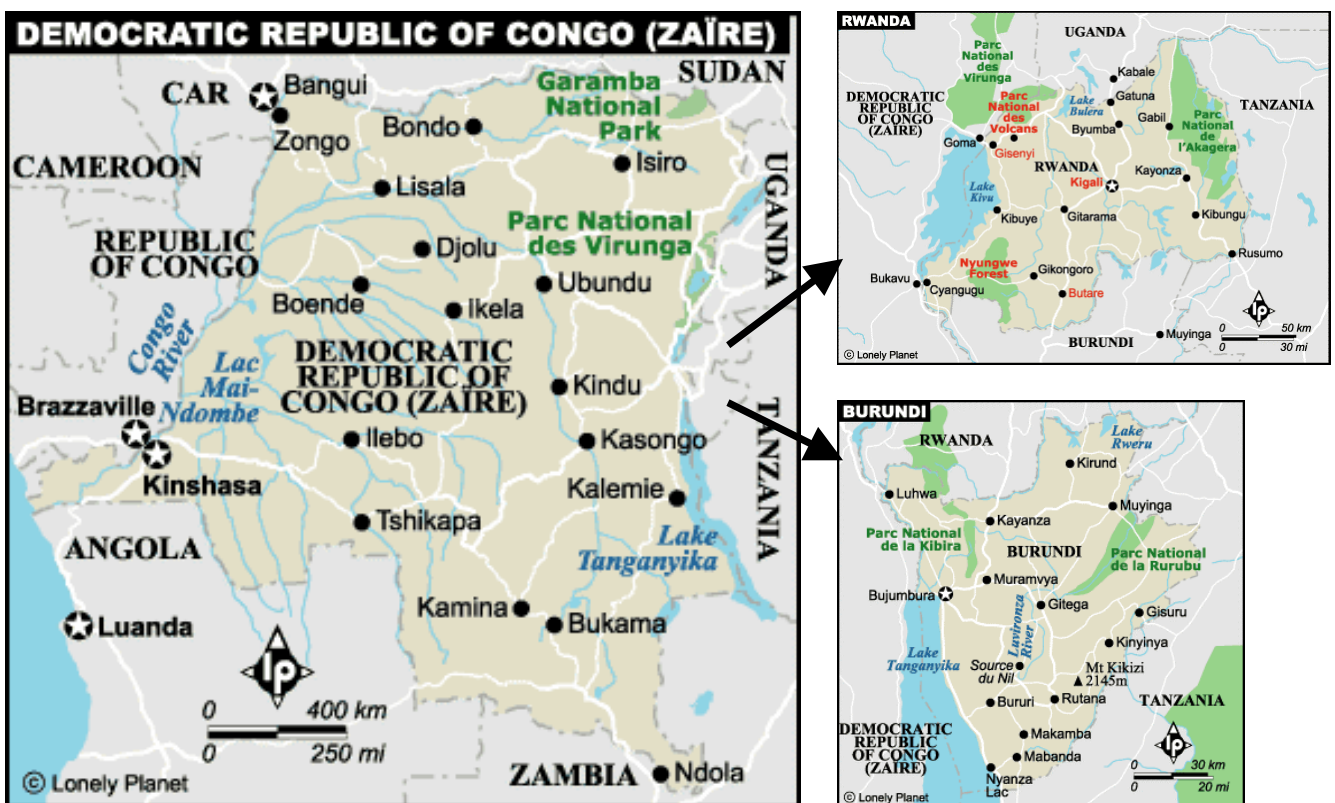 DEMOCRATIC REPUBLIC OF CONGO (ZAÏRE)
SUDAN
CAR
Bangui
Zongo
Garamba
National
Park
Bondo
Isiro
CAMEROON
UGANDA
Lisala
REPUBLIC
OF CONGO
Parc National
des Virunga
Djolu
Boende
Ikela
Ubundu
Congo
River
Lac
Mai-
Ndombe
DEMOCRATIC
REPUBLIC OF
CONGO (ZAÏRE)
Kindu
Brazzaville
Kinshasa
Ilebo
Kasongo
TANZANIA
Kalemie
Tshikapa
ANGOLA
Lake
Tanganyika
Kamina
Bukama
Luanda
lp
0 400 km
0 250 mi
© Lonely Planet
ZAMBIA
Ndola
RWANDA
UGANDA
Parc
National
des
Virunga
Kabale
DEMOCRATIC
REPUBLIC
OF CONGO
(ZAÏRE)
Parc
National
des
Volcans
Lake
Bulera
Gatuna
Byumba
Gabil
Parc
National
de
l'Akagera
TANZANIA
Goma
Gisenyi
RWANDA
Kigali
Kayonza
Lake
Kivu
Kibuye
Gitarama
Kibungu
Rusumo
Nyungwe
Forest
Gikongoro
Butare
Bukavu
Cyangugu
BURUNDI
Muyinga
lp
0 50 km
0 30 mi
© Lonely Planet
BURUNDI
RWANDA
Lake
Rweru
Kirund
Luhwa
Muyinga
Kayanza
Parc National
de la Kibira
BURUNDI
Parc National
de la Rurubu
Muramvya
Bujumbura
Gitega
Gisuru
Luvironza
River
Kinyinya
Lake
Tanganyika
Source
du Nil
Mt Kikizi
2145m
Bururi
Rutana
TANZANIA
DEMOCRATIC
REPUBLIC
OF CONGO
(ZAÏRE)
Makamba
Mabanda
Nyanza
Lac
lp
0 30 km
0 20 mi
© Lonely Planet